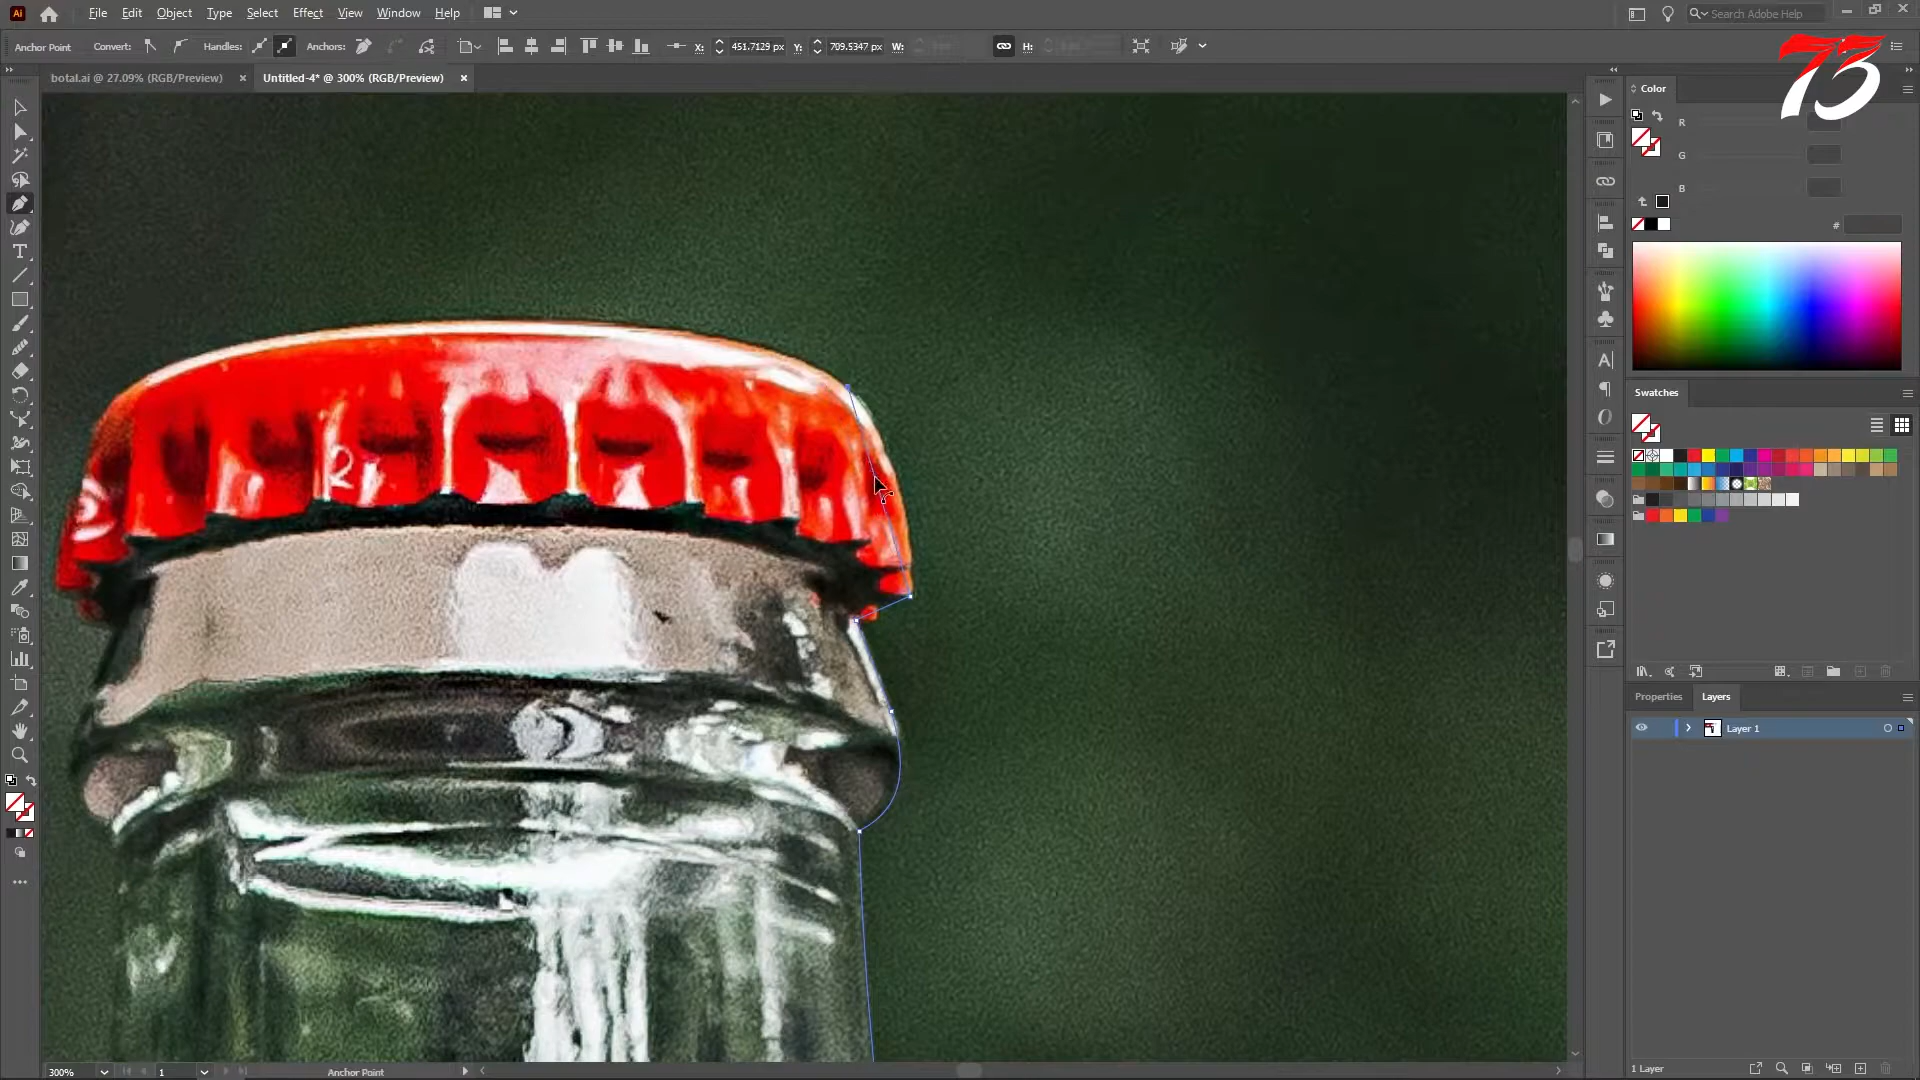 Ai File Edit Object Type Select Effect View Window Help Search Adobe Help
Anchor Point Convert: Handles: Anchors: X: 451.7129 px Y: 709.5347 px W: H:
botal.ai @ 27.09% (RGB/Preview) × Untitled-4* @ 300% (RGB/Preview) ×
73
Color
R
G
B
#
Swatches
Properties Layers
Layer 1
300% 1 Anchor Point
1 Layer